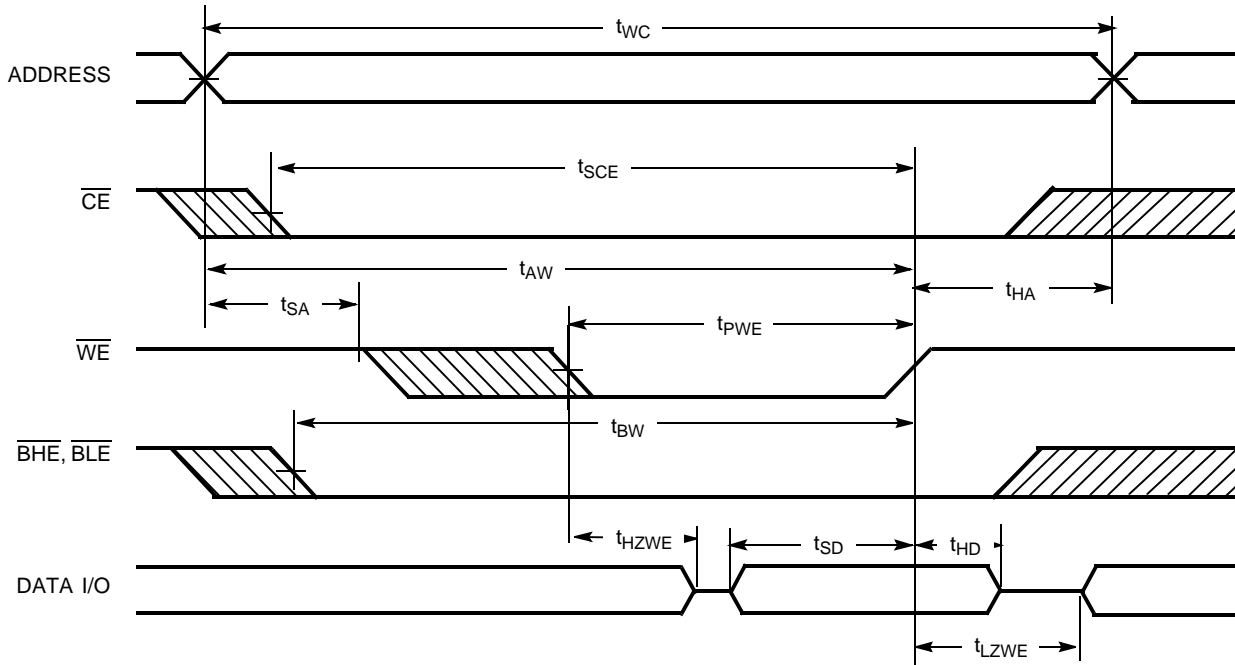 tWC
ADDRESS
tSCE
CE
tAW
tSA
tHA
tPWE
WE
tBW
BHE, BLE
tHZWE
tSD
tHD
DATA I/O
tLZWE